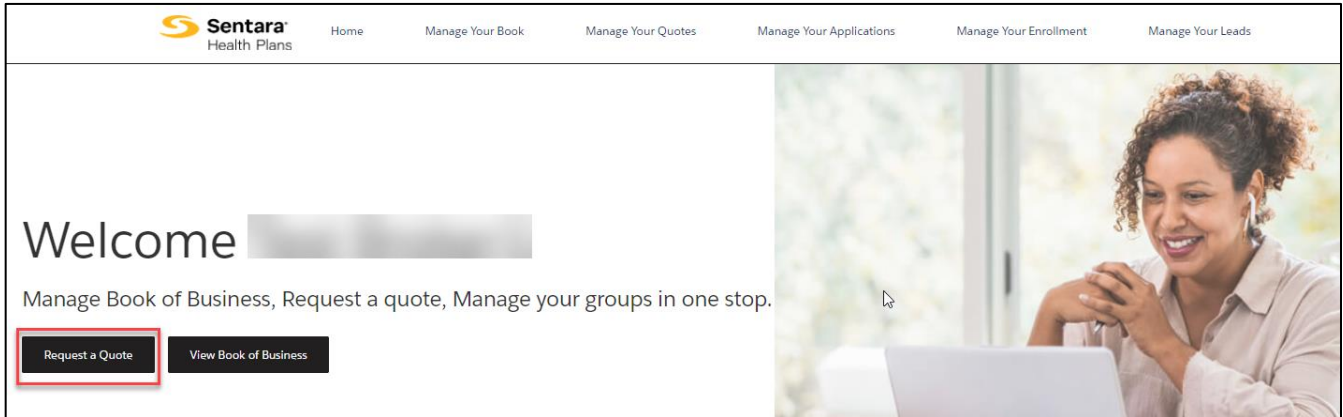 Sentara
Health Plans
Home
Manage Your Book
Manage Your Quotes
Manage Your Applications
Manage Your Enrollment
Manage Your Leads
Welcome
Manage Book of Business, Request a quote, Manage your groups in one stop.
Request a Quote
View Book of Business